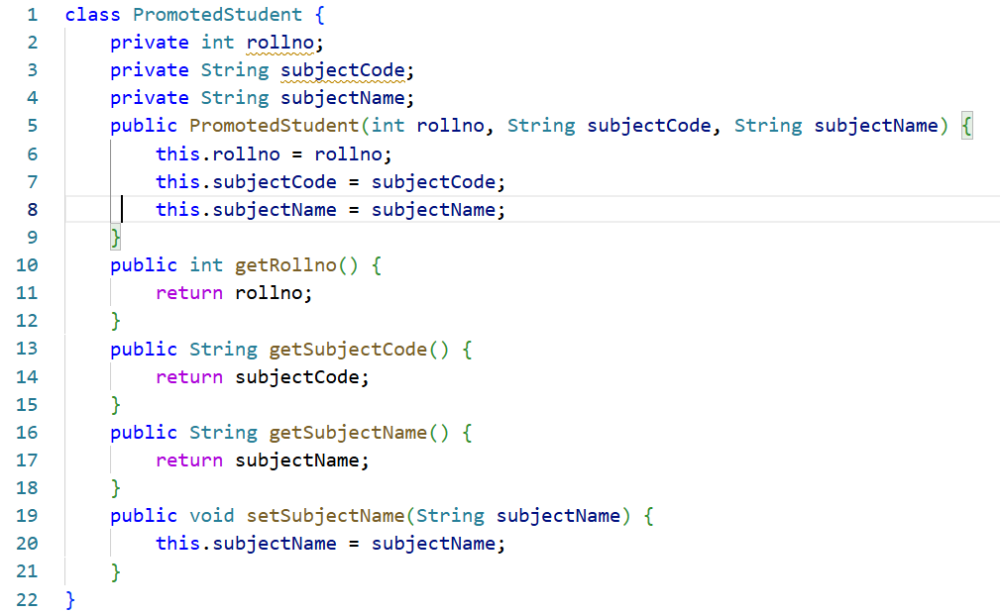 1 class PromotedStudent {
2 private int rollno;
3 private String subjectCode;
4 private String subjectName;
5 public PromotedStudent(int rollno, String subjectCode, String subjectName) {
6 this.rollno = rollno;
7 this.subjectCode = subjectCode;
8 this.subjectName = subjectName;
9 }
10 public int getRollno() {
11 return rollno;
12 }
13 public String getSubjectCode() {
14 return subjectCode;
15 }
16 public String getSubjectName() {
17 return subjectName;
18 }
19 public void setSubjectName(String subjectName) {
20 this.subjectName = subjectName;
21 }
22 }